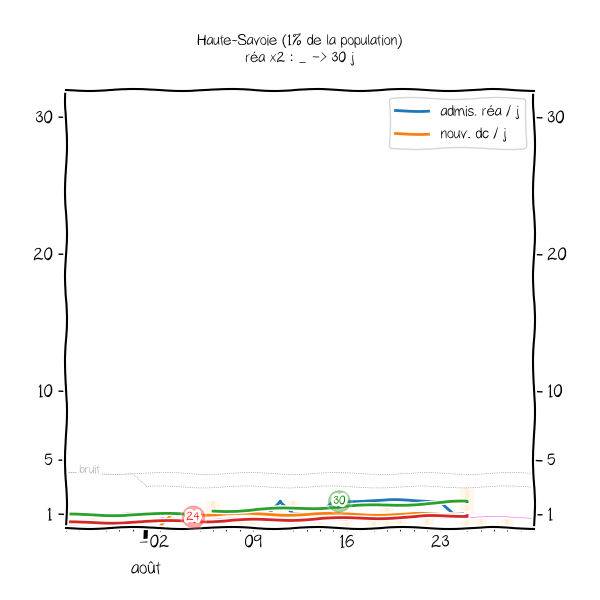 Haute-Savoie (1% de la population)
réa x2 : _ -> 30 j
admis. réa / j
nouv. dc / j
30
30
20
20
10
10
5
5
bruit
30
1
24
1
02
09
16
23
août